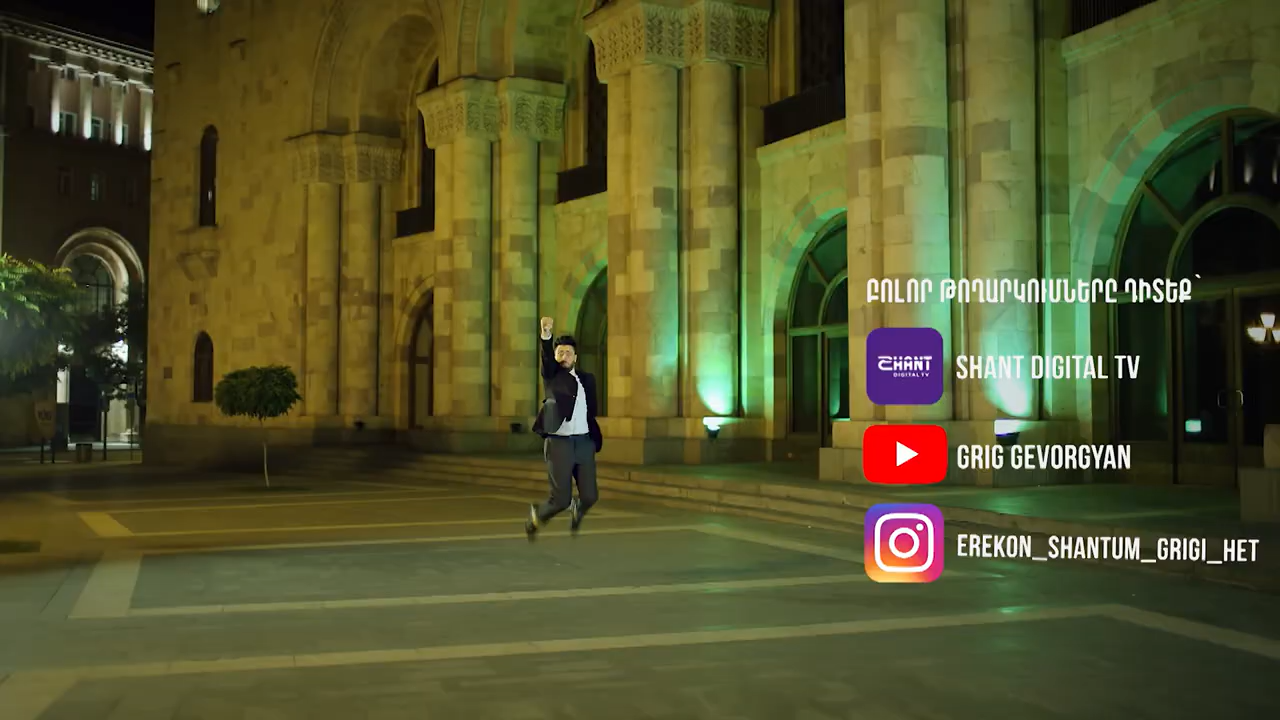 ԲՈԼՈՐ ԹՈՂԱՐԿՈՒՄՆԵՐԸ ԴԻՏԵՔ՝
SHANT
DIGITAL TV
SHANT DIGITAL TV
GRIG GEVORGYAN
EREKON_SHANTUM_GRIGI_HET